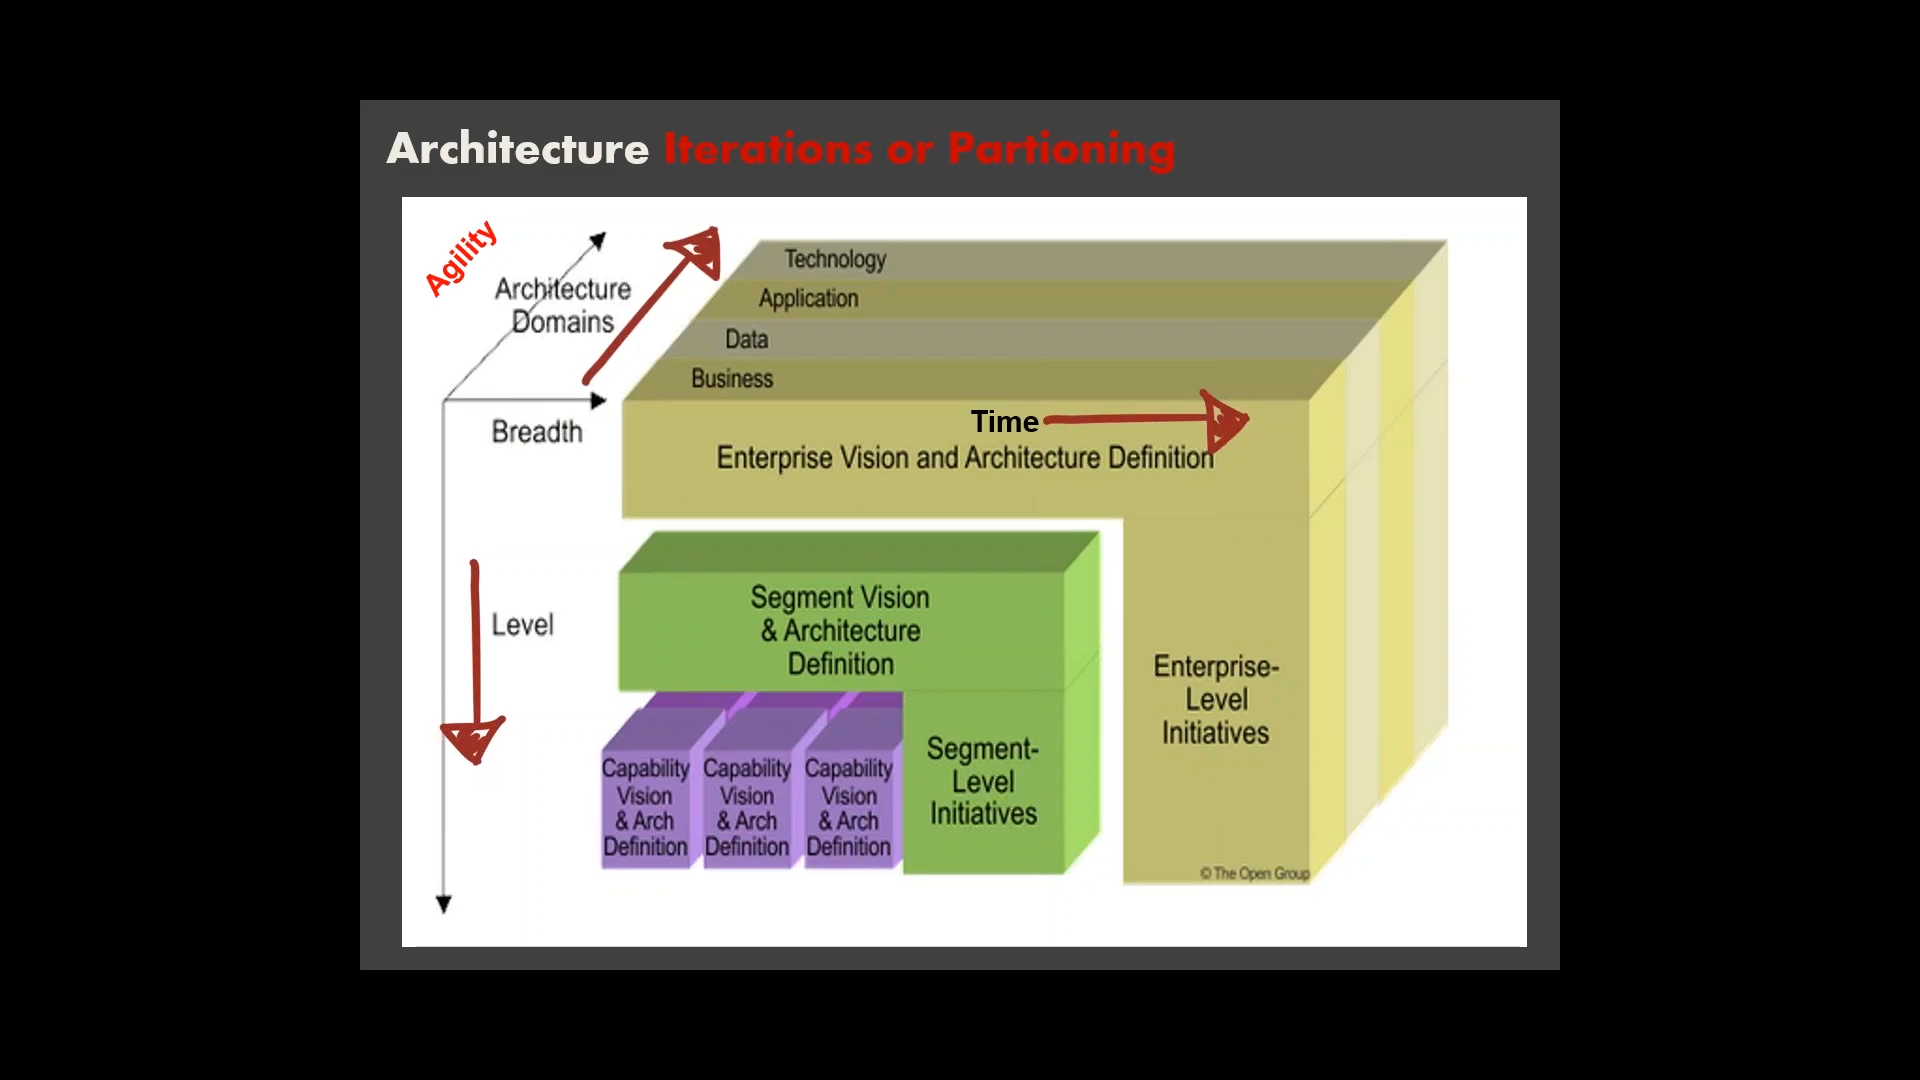 Architecture Iterations or Partioning
Agility
Architecture
Domains
Breadth
Level
Technology
Application
Data
Business
Time
Enterprise Vision and Architecture Definition
Segment Vision
& Architecture
Definition
Enterprise-
Level
Initiatives
Segment-
Level
Initiatives
Capability
Vision
& Arch
Definition
Capability
Vision
& Arch
Definition
Capability
Vision
& Arch
Definition
© The Open Group